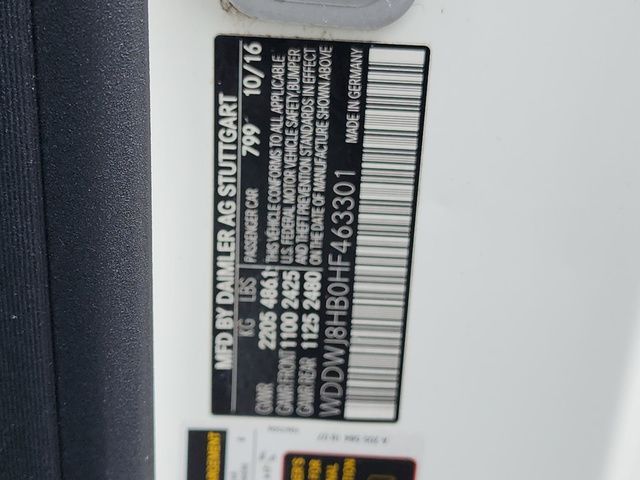 MFD BY DAIMLER AG STUTTGART
PASSENGER CAR 799 10/16
KG LBS
GVWR 2205 4861
GAWR FRONT 1100 2425
GAWR REAR 1125 2480
THIS VEHICLE CONFORMS TO ALL APPLICABLE
U.S. FEDERAL MOTOR VEHICLE SAFETY, BUMPER
AND THEFT PREVENTION STANDARDS IN EFFECT
ON THE DATE OF MANUFACTURE SHOWN ABOVE
WDDWJ8HB0HF463301
MADE IN GERMANY